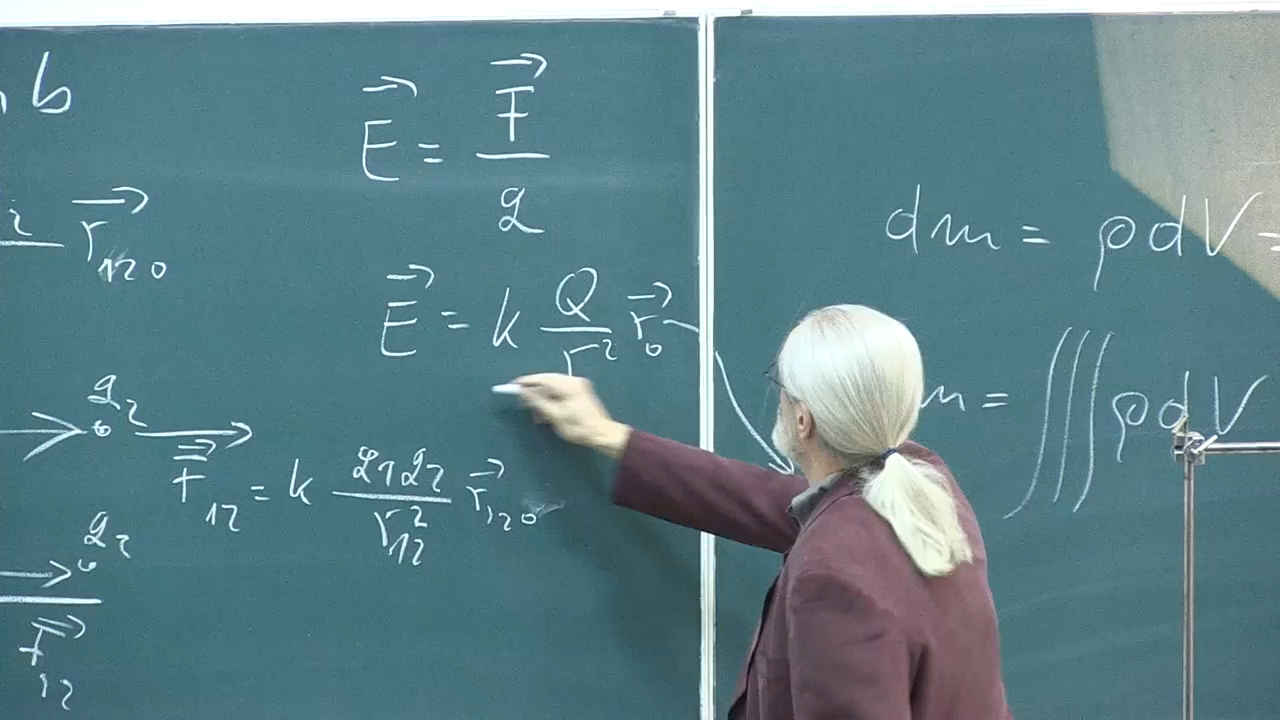 b
E⃗ = F⃗ / q
r⃗₁₂₀
E⃗ = k Q / r² r⃗₀
q₂
F⃗₁₂ = k q₁q₂ / r₁₂² r⃗₁₂₀
q₂
F⃗₁₂
dm = ρdV =
m = ∭ ρdV